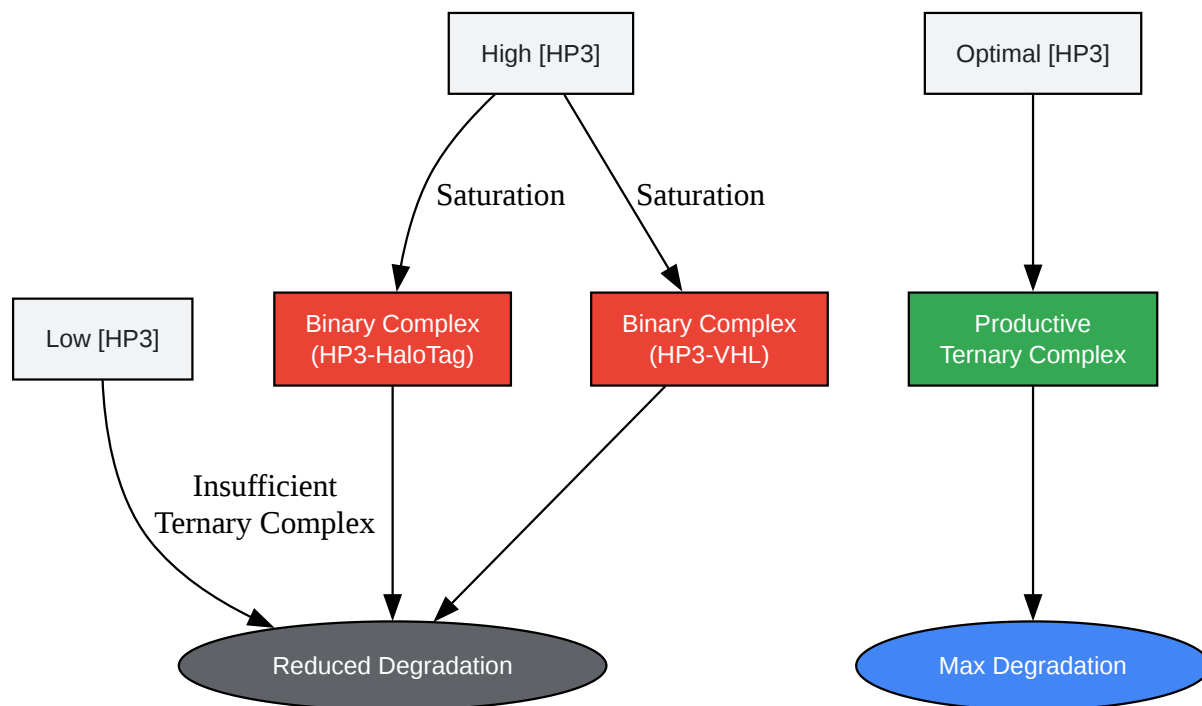 High [HP3]
Optimal [HP3]
Saturation
Saturation
Low [HP3]
Binary Complex
(HP3-HaloTag)
Binary Complex
(HP3-VHL)
Productive
Ternary Complex
Insufficient
Ternary Complex
Reduced Degradation
Max Degradation